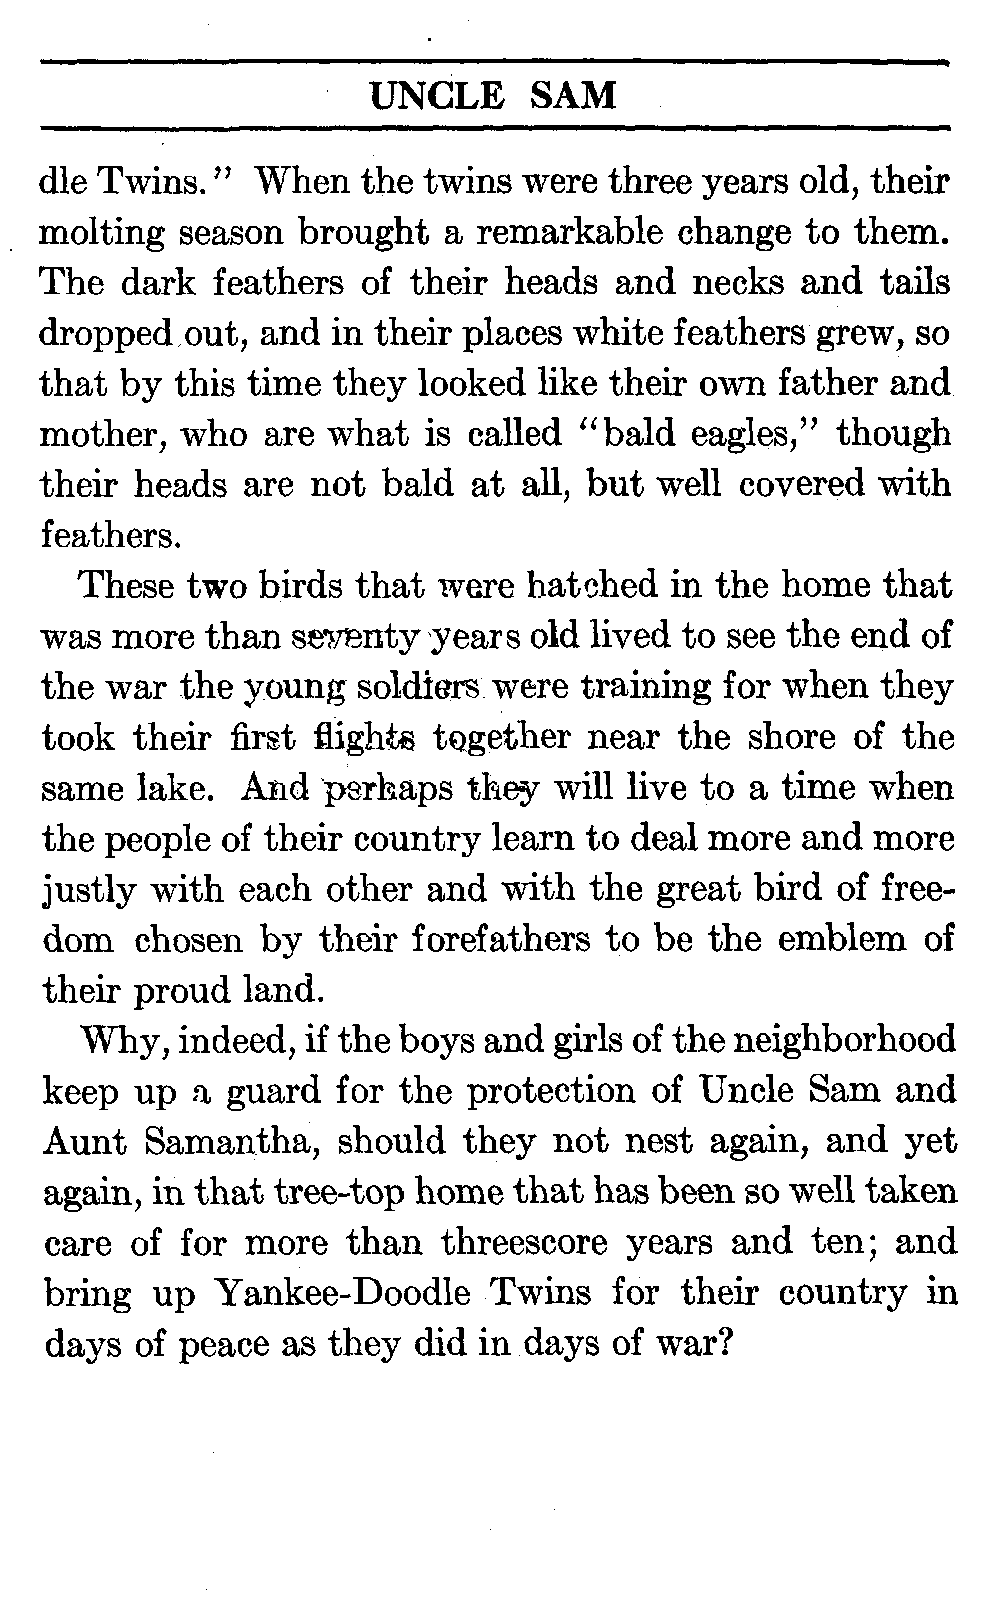 UNCLE SAM
dle Twins." When the twins were three years old, their
molting season brought a remarkable change to them.
The dark feathers of their heads and necks and tails
dropped out, and in their places white feathers grew, so
that by this time they looked like their own father and
mother, who are what is called "bald eagles," though
their heads are not bald at all, but well covered with
feathers.
These two birds that were hatched in the home that
was more than seventy years old lived to see the end of
the war the young soldiers were training for when they
took their first flights together near the shore of the
same lake. And perhaps they will live to a time when
the people of their country learn to deal more and more
justly with each other and with the great bird of free-
dom chosen by their forefathers to be the emblem of
their proud land.
Why, indeed, if the boys and girls of the neighborhood
keep up a guard for the protection of Uncle Sam and
Aunt Samantha, should they not nest again, and yet
again, in that tree-top home that has been so well taken
care of for more than threescore years and ten; and
bring up Yankee-Doodle Twins for their country in
days of peace as they did in days of war?